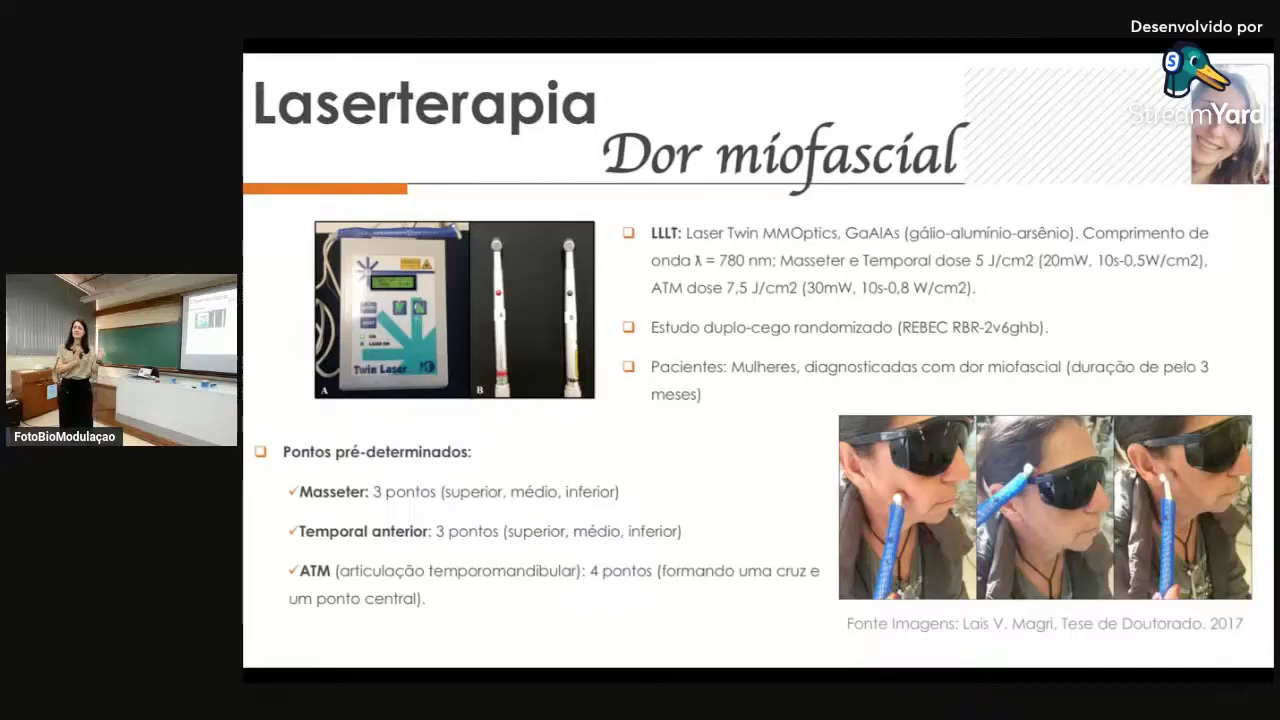 Desenvolvido por
StreamYard
Laserterapia
Dor miofascial
LLLT: Laser Twin MMOptics, GaAlAs (gálio-alumínio-arsênio). Comprimento de
onda λ = 780 nm; Masseter e Temporal dose 5 J/cm2 (20mW, 10s-0,5W/cm2),
ATM dose 7,5 J/cm2 (30mW, 10s-0,8 W/cm2).
Estudo duplo-cego randomizado (REBEC RBR-2v6ghb).
Pacientes: Mulheres, diagnosticadas com dor miofascial (duração de pelo 3
meses)
Twin Laser
A
B
FotoBioModulaçao
Pontos pré-determinados:
Masseter: 3 pontos (superior, médio, inferior)
Temporal anterior: 3 pontos (superior, médio, inferior)
ATM (articulação temporomandibular): 4 pontos (formando uma cruz e
um ponto central).
Fonte Imagens: Lais V. Magri, Tese de Doutorado. 2017